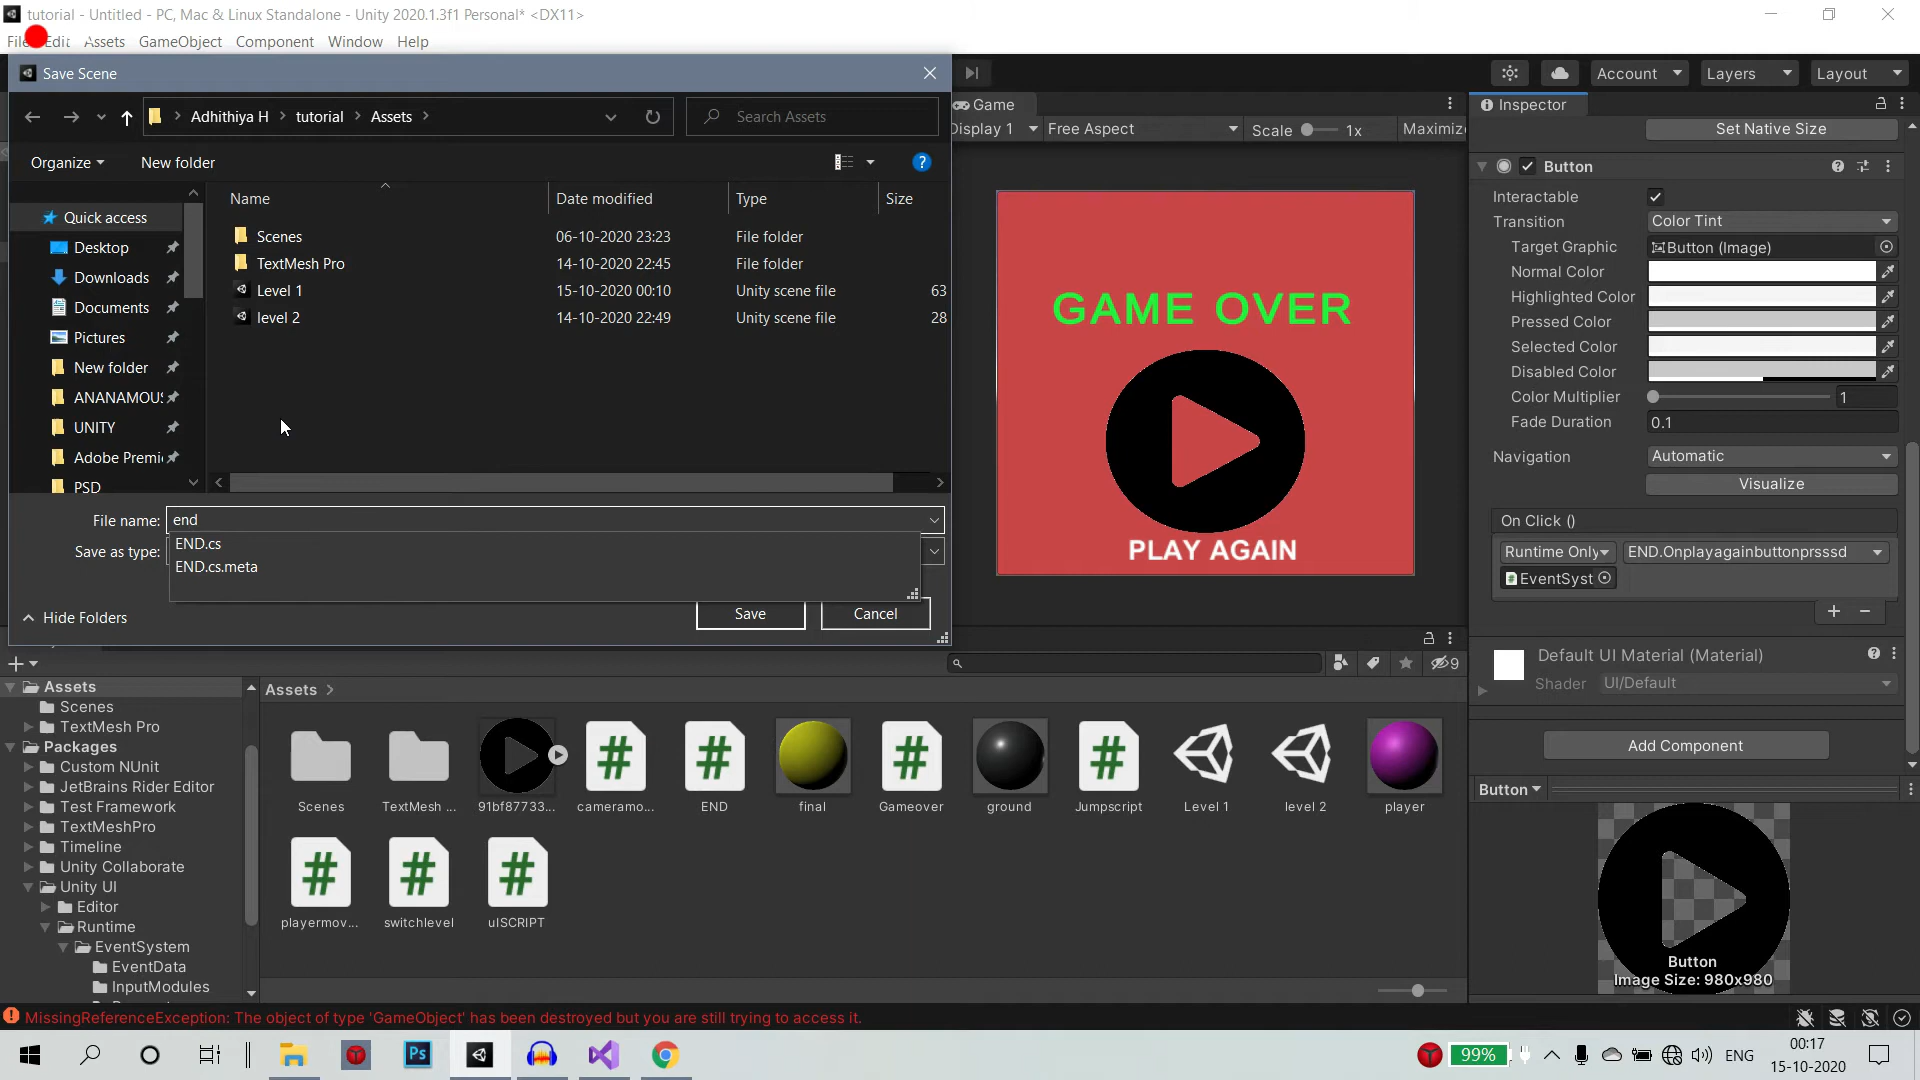 tutorial - Untitled - PC, Mac & Linux Standalone - Unity 2020.1.3f1 Personal* <DX11>
Edit Assets GameObject Component Window Help
Save Scene
Adhithiya H tutorial Assets
Search Assets
Organize New folder
Name Date modified Type Size
Quick access
Desktop
Downloads
Documents
Pictures
New folder
UNITY
PSD
Scenes 06-10-2020 23:23 File folder
TextMesh Pro 14-10-2020 22:45 File folder
Level 1 15-10-2020 00:10 Unity scene file 63
level 2 14-10-2020 22:49 Unity scene file 28
File name: end
Save as type:
END.cs
END.cs.meta
Hide Folders
Save Cancel
Account Layers Layout
Game
Display 1 Free Aspect Scale 1x Maximiz
GAME OVER
PLAY AGAIN
Inspector
Set Native Size
Button
Interactable
Transition Color Tint
Target Graphic Button (Image)
Normal Color
Highlighted Color
Pressed Color
Selected Color
Disabled Color
Color Multiplier 1
Fade Duration 0.1
Navigation Automatic
Visualize
On Click ()
Runtime Only END.Onplayagainbuttonprsssd
EventSyst
Default UI Material (Material)
Shader UI/Default
Add Component
Button
Button
Image Size: 980x980
9
Assets
Scenes
TextMesh Pro
Packages
Custom NUnit
JetBrains Rider Editor
Test Framework
TextMeshPro
Timeline
Unity Collaborate
Unity UI
Editor
Runtime
EventSystem
EventData
InputModules
Assets
Scenes TextMesh ... 91bf87733... cameramo... END final Gameover ground Jumpscript Level 1 level 2 player
playermov... switchlevel uISCRIPT
MissingReferenceException: The object of type 'GameObject' has been destroyed but you are still trying to access it.
Ps
99%
ENG
00:17
15-10-2020